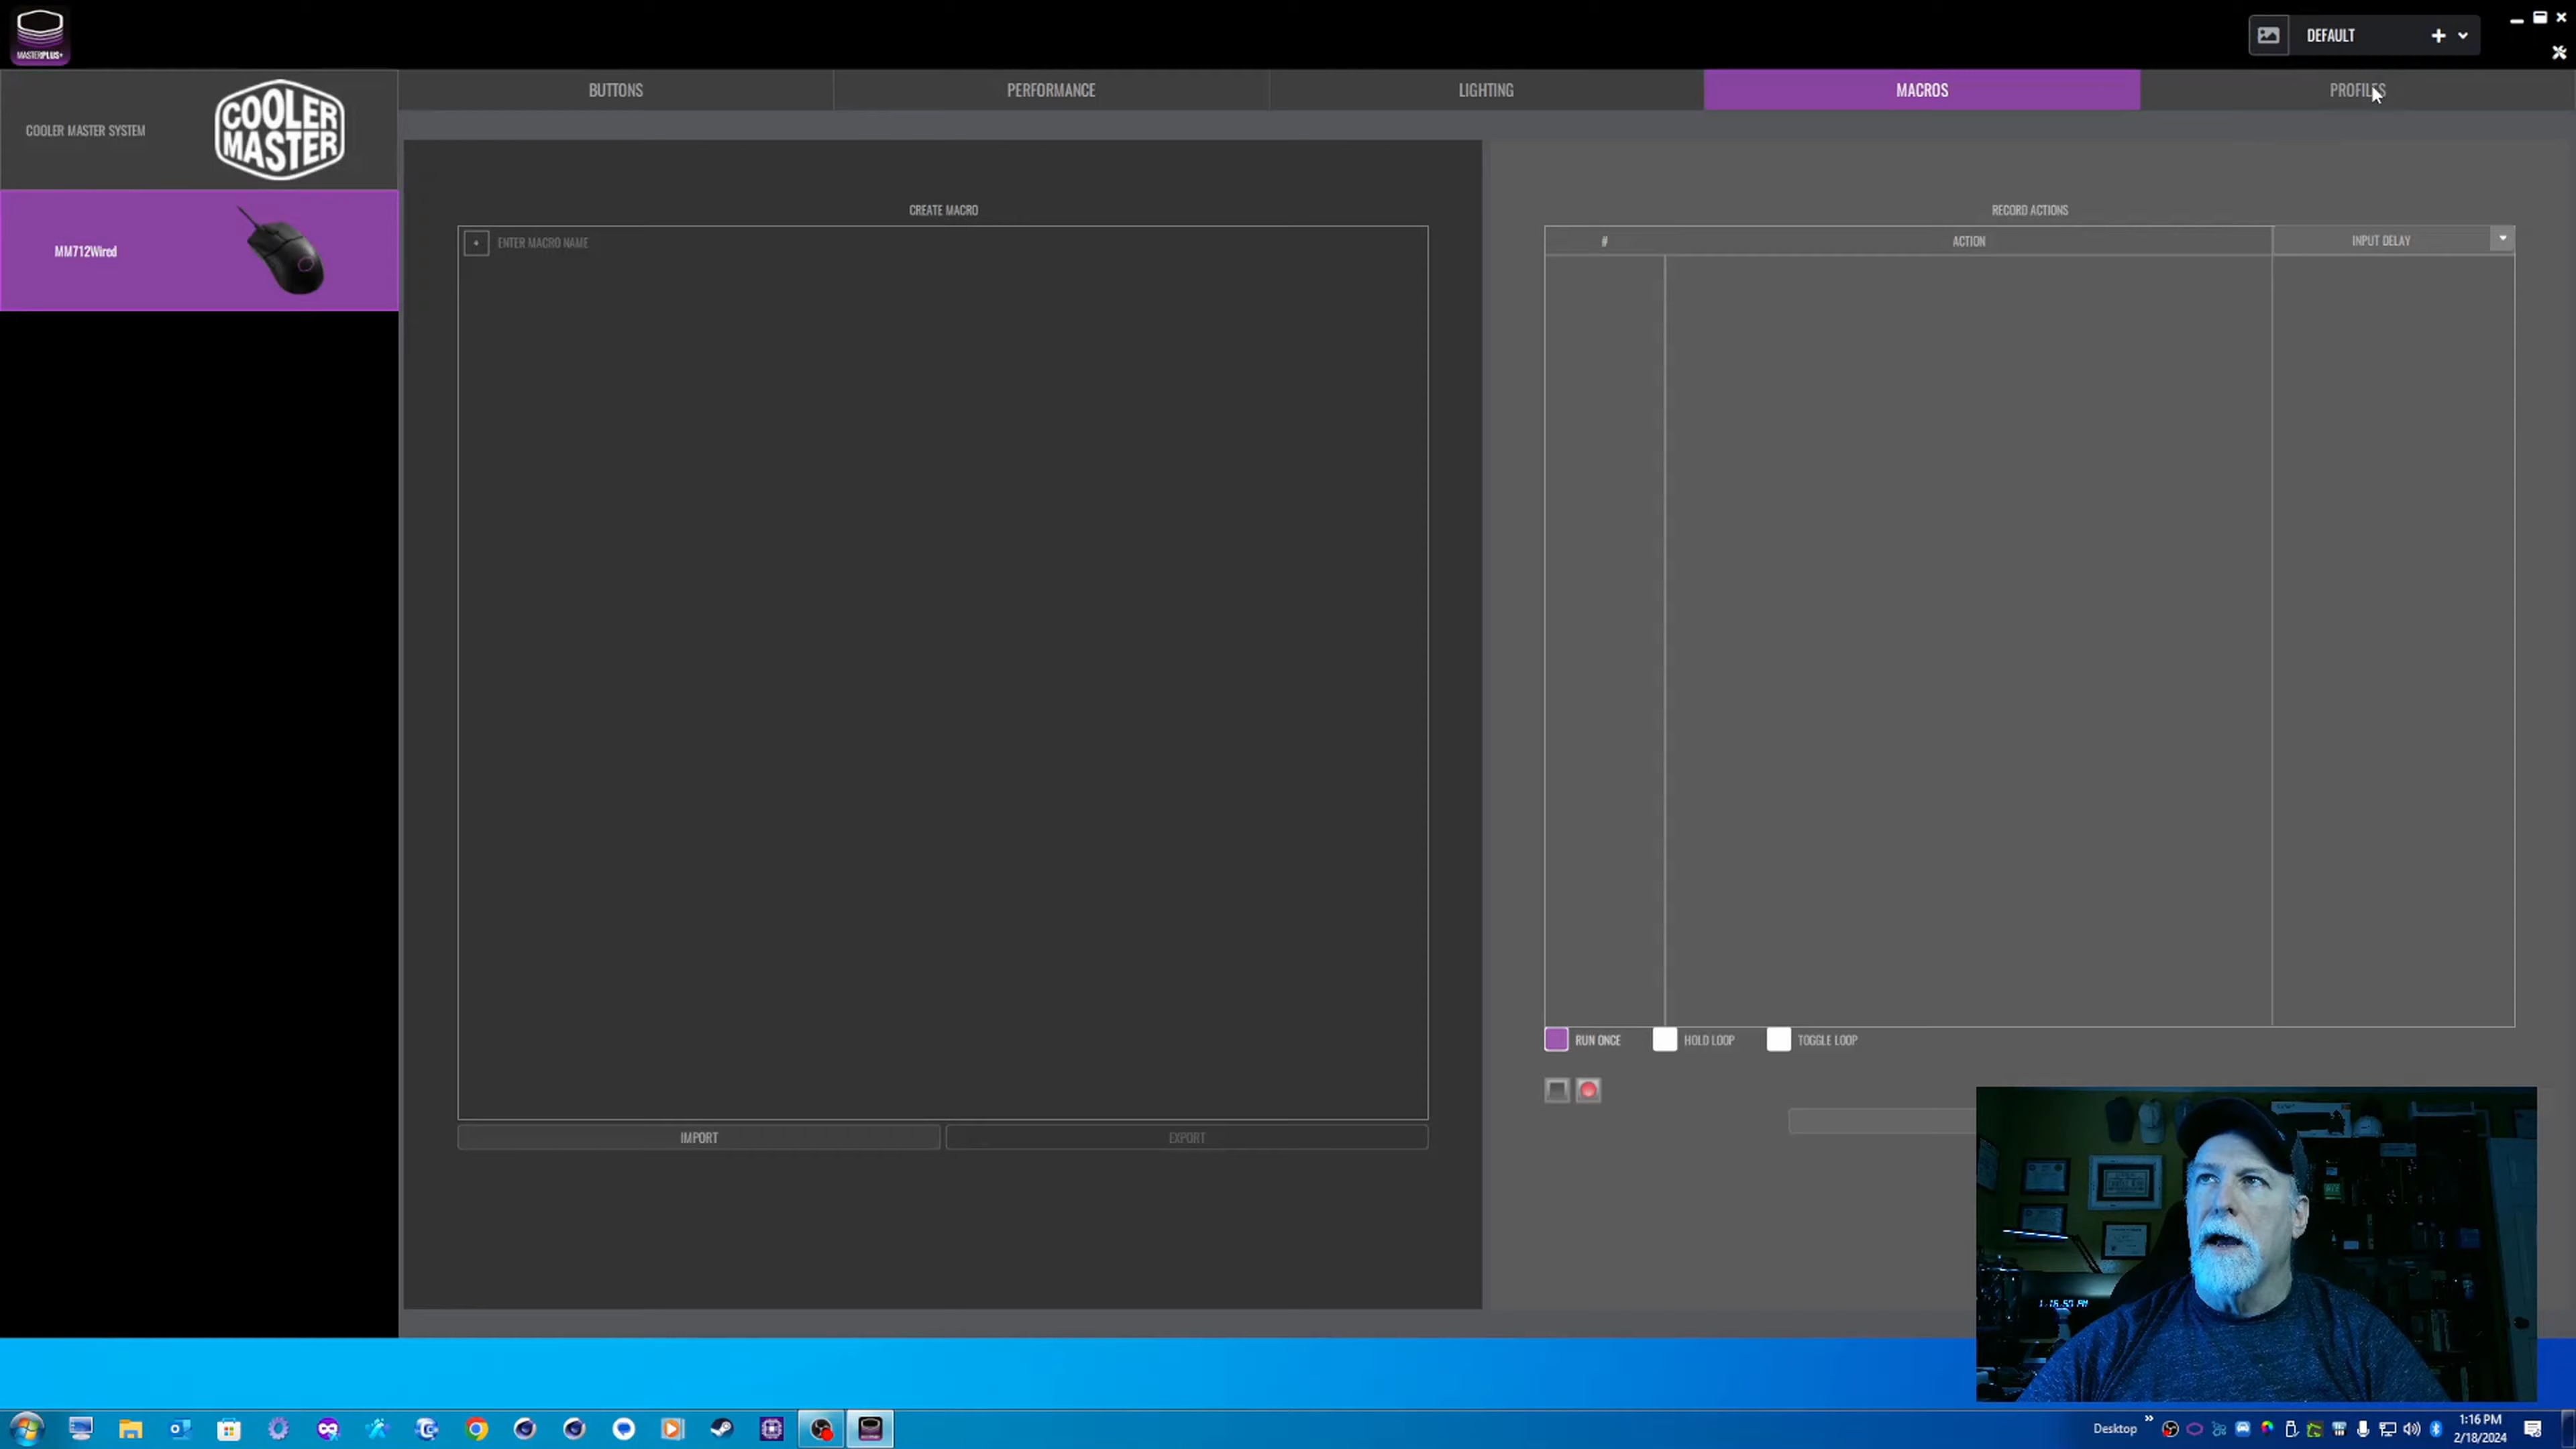 MASTERPLUS+
DEFAULT
COOLER MASTER SYSTEM
COOLER
MASTER
BUTTONS
PERFORMANCE
LIGHTING
MACROS
PROFILES
MM712Wired
CREATE MACRO
ENTER MACRO NAME
IMPORT
EXPORT
RECORD ACTIONS
#
ACTION
INPUT DELAY
RUN ONCE
HOLD LOOP
TOGGLE LOOP
Desktop
1:16 PM
2/18/2024